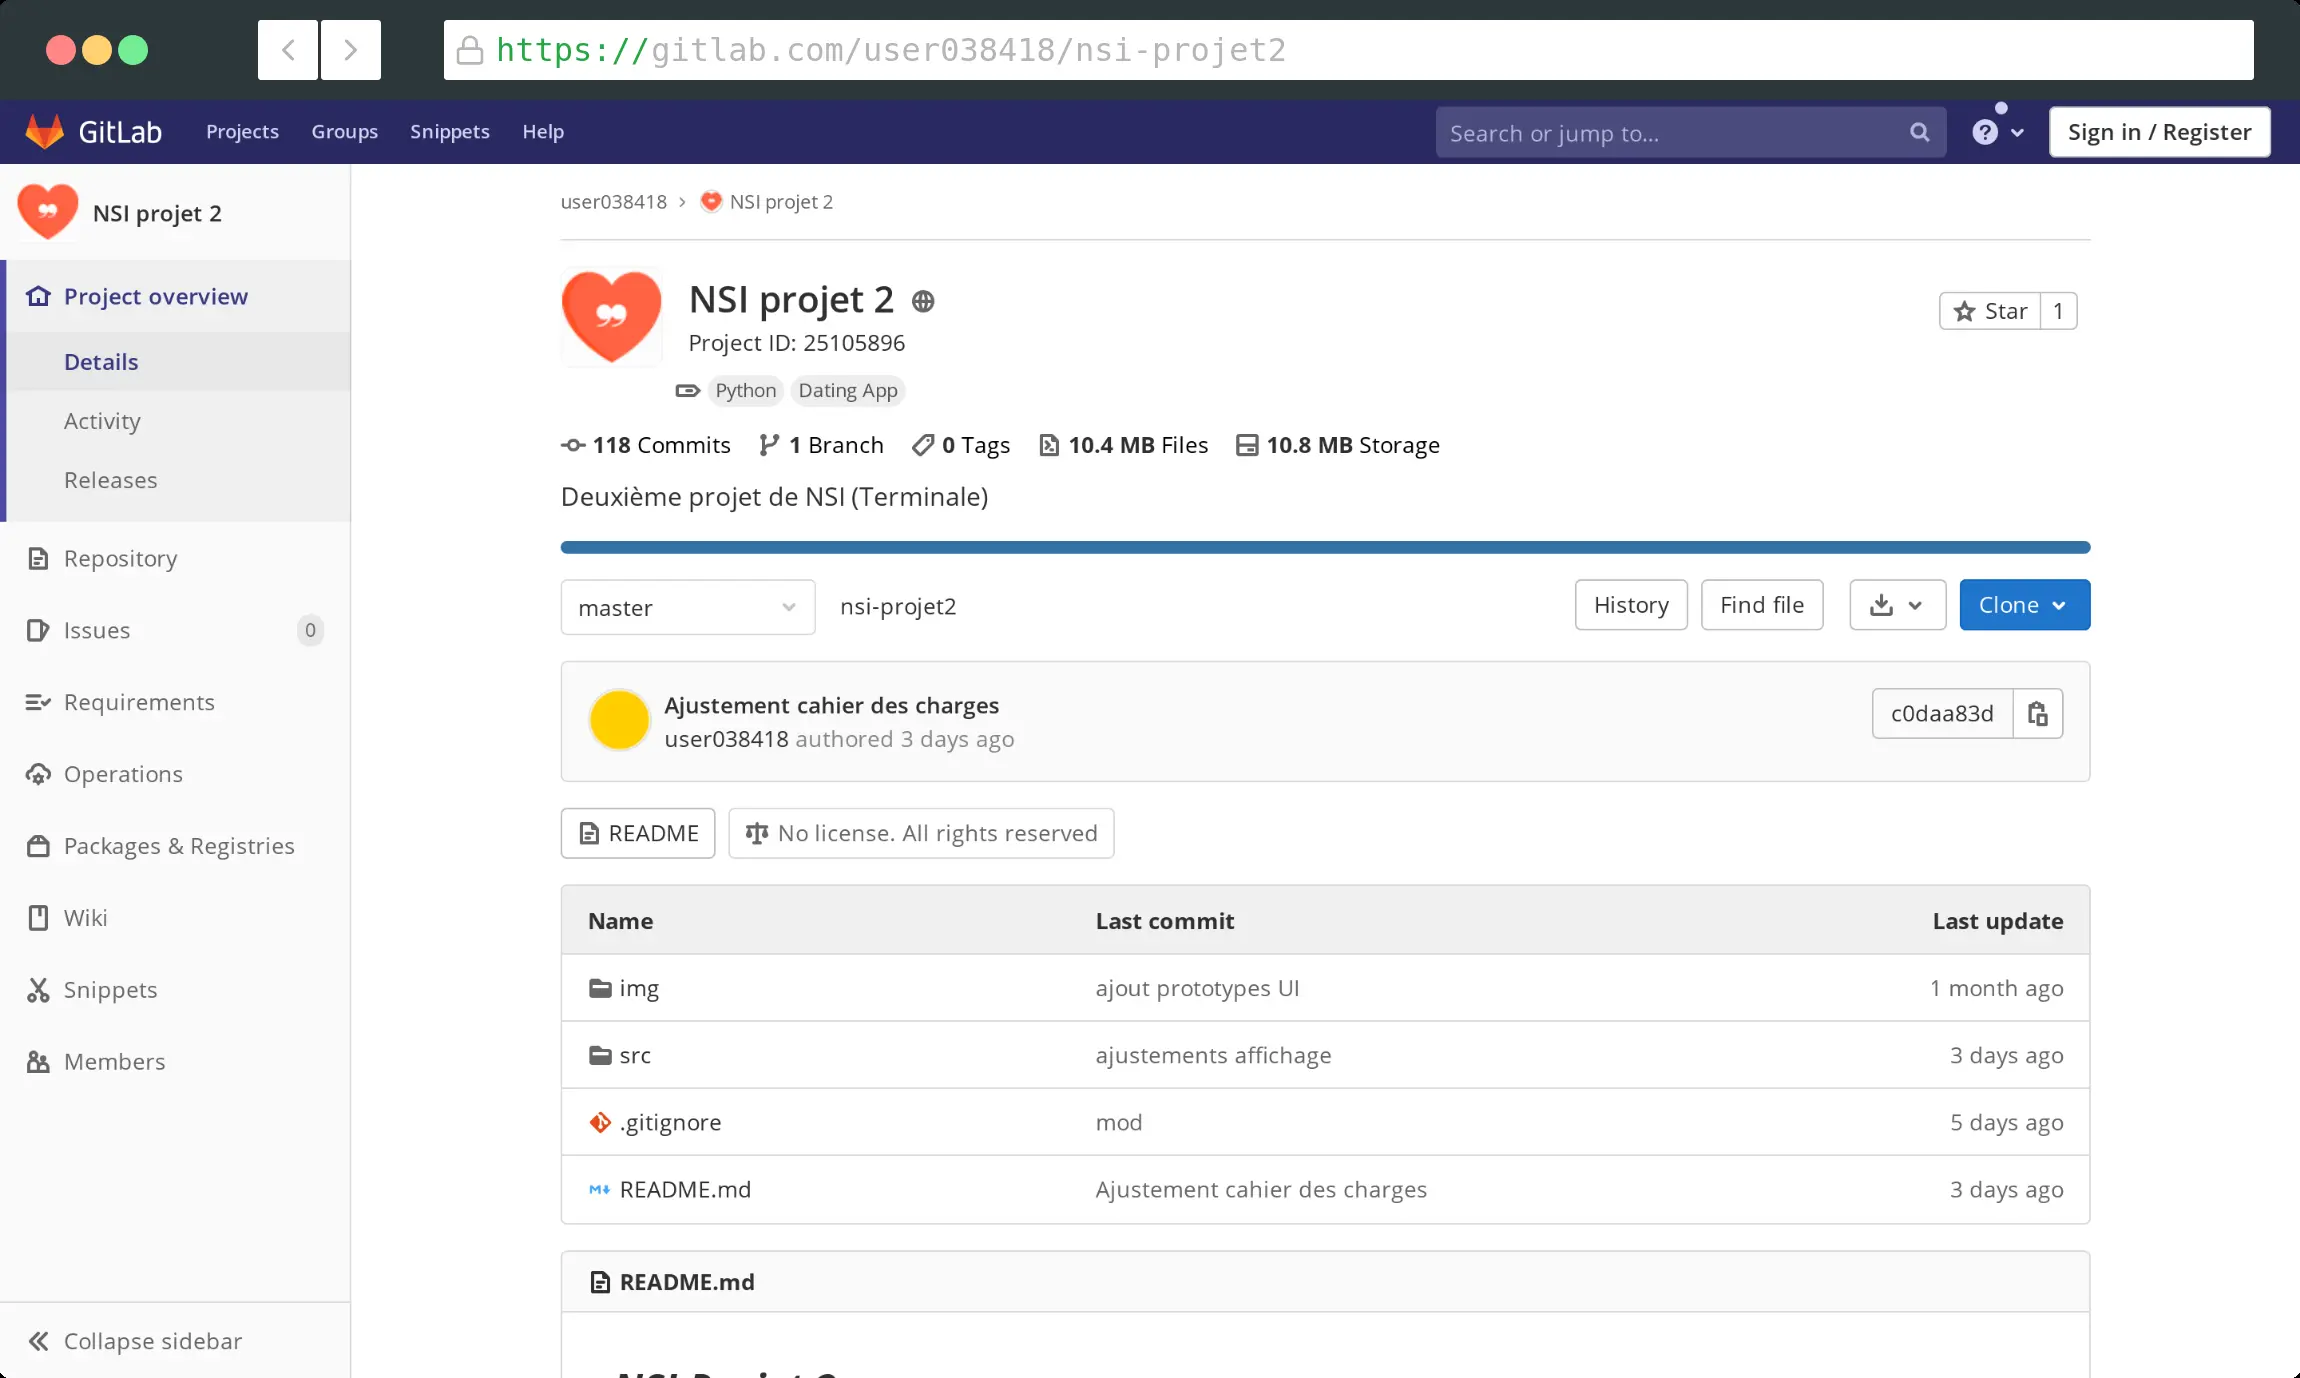 https://gitlab.com/user038418/nsi-projet2
GitLab Projects Groups Snippets Help Search or jump to... Sign in / Register
NSI projet 2
Project overview
Details
Activity
Releases
Repository
Issues 0
Requirements
Operations
Packages & Registries
Wiki
Snippets
Members
Collapse sidebar
user038418 › NSI projet 2
NSI projet 2
Project ID: 25105896
Star 1
Python Dating App
118 Commits 1 Branch 0 Tags 10.4 MB Files 10.8 MB Storage
Deuxième projet de NSI (Terminale)
master nsi-projet2 History Find file Clone
Ajustement cahier des charges
user038418 authored 3 days ago
c0daa83d
README No license. All rights reserved
Name Last commit Last update
img ajout prototypes UI 1 month ago
src ajustements affichage 3 days ago
.gitignore mod 5 days ago
README.md Ajustement cahier des charges 3 days ago
README.md